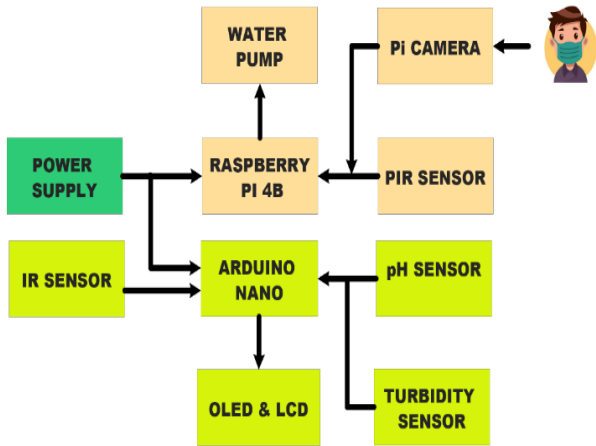 WATER
PUMP
Pi CAMERA
POWER
SUPPLY
RASPBERRY
PI 4B
PIR SENSOR
IR SENSOR
ARDUINO
NANO
pH SENSOR
OLED & LCD
TURBIDITY
SENSOR